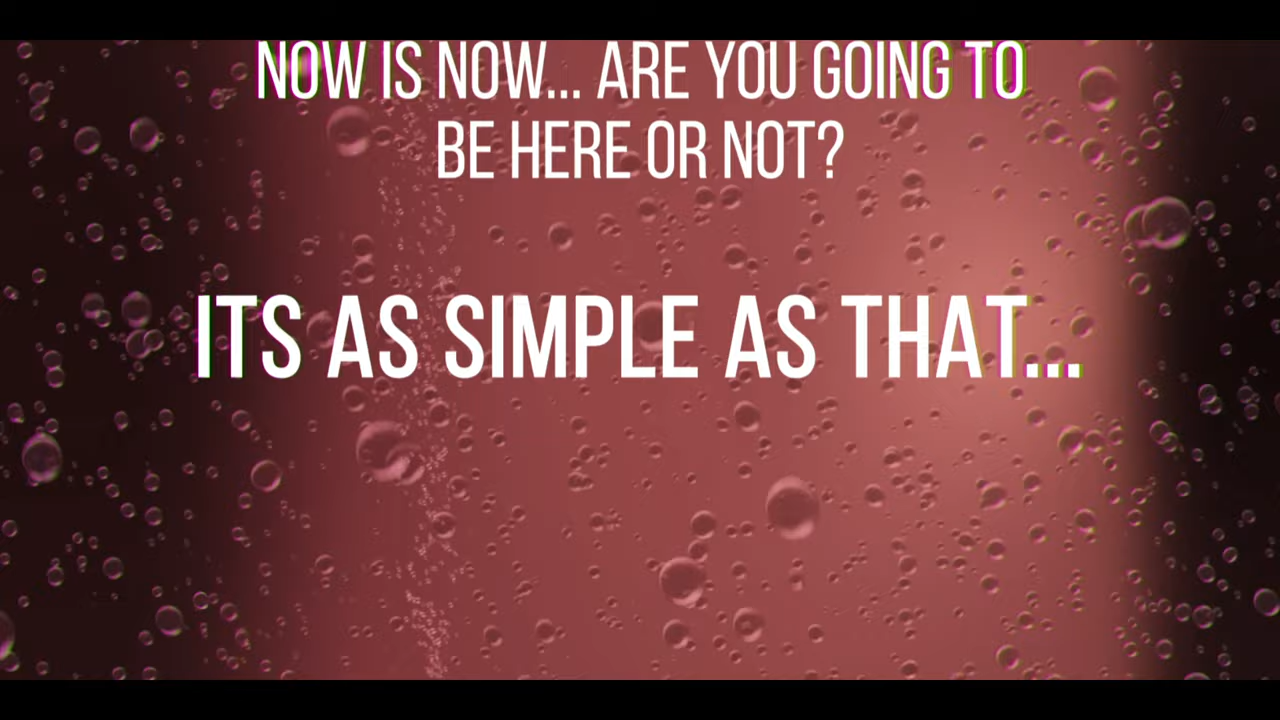 NOW IS NOW... ARE YOU GOING TO
BE HERE OR NOT?
ITS AS SIMPLE AS THAT...